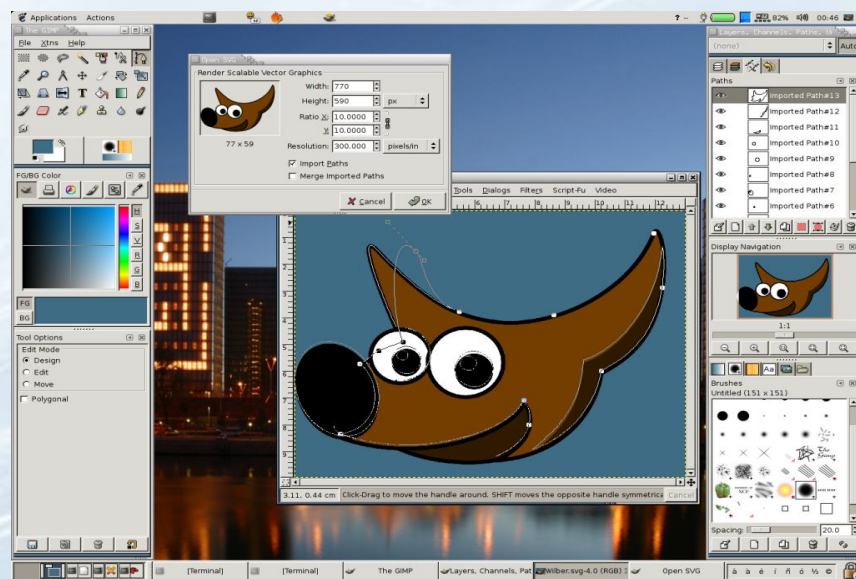 Applications Actions
82% 00:46
The GIMP
File Xtns Help
FG/BG Color
H
S
V
R
G
B
FG
BG
Tool Options
Edit Mode
Design
Edit
Move
Polygonal
Open SVG
Render Scalable Vector Graphics
77 x 59
Width: 770
Height: 590 px
Ratio X: 10.0000
Y: 10.0000
Resolution: 300.000 pixels/in
Import Paths
Merge Imported Paths
Cancel OK
Tools Dialogs Filters Script-Fu Video
3.11, 0.44 cm Click-Drag to move the handle around. SHIFT moves the opposite handle symmetrica Cancel
Layers, Channels, Paths,
(none) Auto
Paths
Imported Path#13
Imported Path#12
Imported Path#11
Imported Path#10
Imported Path#9
Imported Path#8
Imported Path#7
Imported Path#6
Display Navigation
1:1
Aa
Brushes
Untitled (151 x 151)
Spacing: 20.0
[Terminal] [Terminal] The GIMP Layers, Channels, Pat Wilber.svg-4.0 (RGB) Open SVG à á é í ñ ó ½ ©